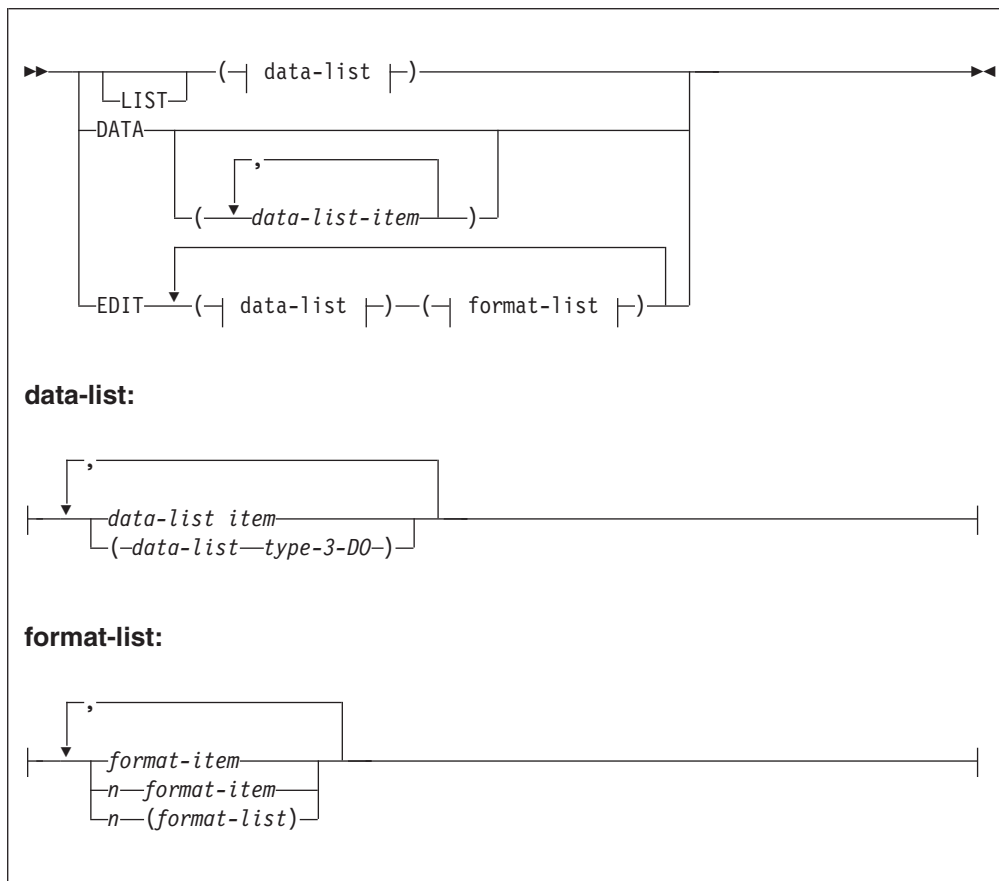 ( data-list )
LIST
DATA
,
( data-list-item )
EDIT ( data-list ) ( format-list )
data-list:
,
data-list item
( data-list type-3-DO )
format-list:
,
format-item
n format-item
n (format-list)